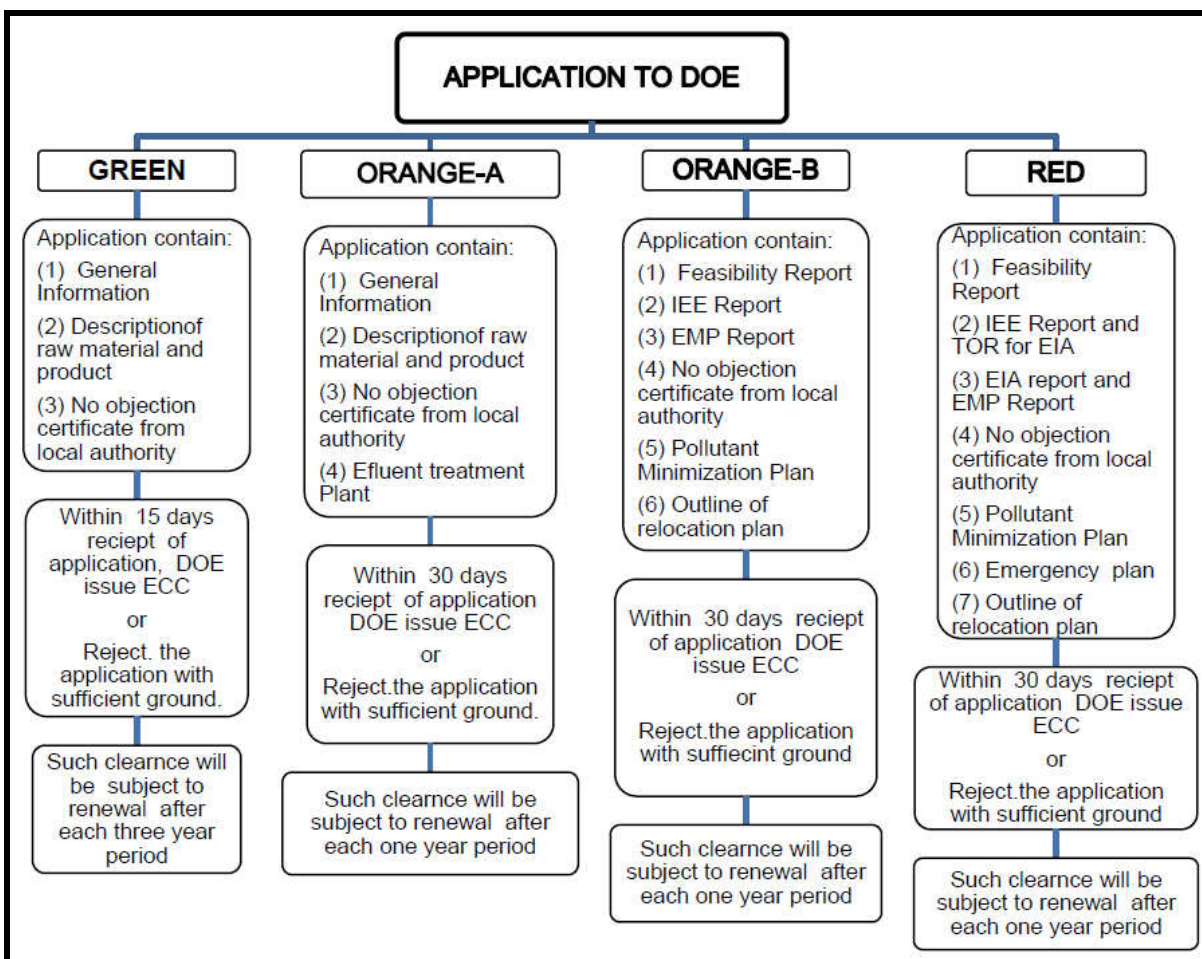 APPLICATION TO DOE
GREEN
Application contain:
(1) General
Information
(2) Descriptionof
raw material and
product
(3) No objection
certificate from
local authority
Within 15 days
reciept of
application, DOE
issue ECC
or
Reject. the
application with
sufficient ground.
Such clearnce will
be subject to
renewal after
each three year
period
ORANGE-A
Application contain:
(1) General
Information
(2) Descriptionof raw
material and product
(3) No objection
certificate from local
authority
(4) Efluent treatment
Plant
Within 30 days
reciept of application
DOE issue ECC
or
Reject.the application
with sufficient ground.
Such clearnce will be
subject to renewal after
each one year period
ORANGE-B
Application contain:
(1) Feasibility Report
(2) IEE Report
(3) EMP Report
(4) No objection
certificate from local
authority
(5) Pollutant
Minimization Plan
(6) Outline of
relocation plan
Within 30 days reciept
of application DOE
issue ECC
or
Reject.the application
with suffiecint ground
Such clearnce will be
subject to renewal after
each one year period
RED
Application contain:
(1) Feasibility
Report
(2) IEE Report and
TOR for EIA
(3) EIA report and
EMP Report
(4) No objection
certificate from local
authority
(5) Pollutant
Minimization Plan
(6) Emergency plan
(7) Outline of
relocation plan
Within 30 days reciept
of application DOE issue
ECC
or
Reject.the application
with sufficient ground
Such clearnce will be
subject to renewal after
each one year period